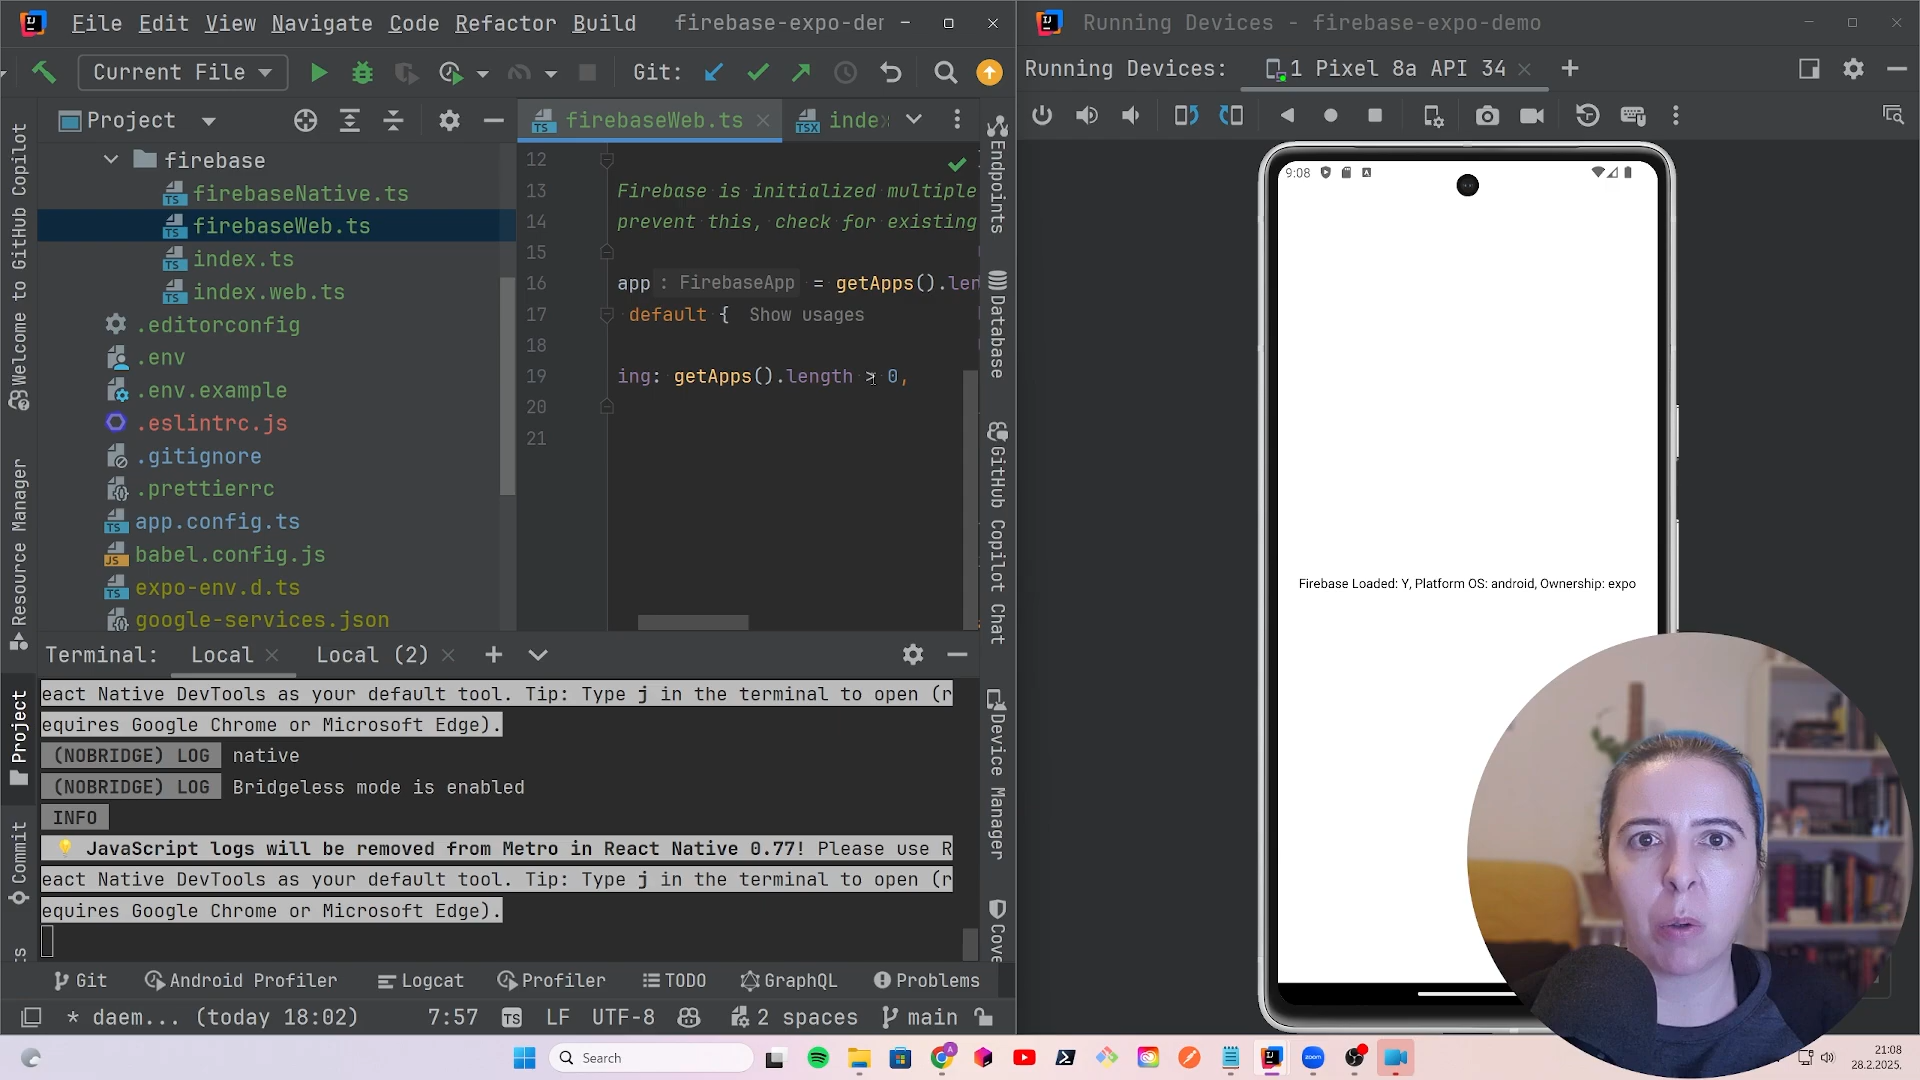 File Edit View Navigate Code Refactor Build firebase-expo-der
Running Devices - firebase-expo-demo
Current File Git:
Running Devices: 1 Pixel 8a API 34
Project
firebaseWeb.ts inde
firebase
firebaseNative.ts
firebaseWeb.ts
index.ts
index.web.ts
.editorconfig
.env
.env.example
.eslintrc.js
.gitignore
.prettierrc
app.config.ts
babel.config.js
expo-env.d.ts
google-services.json
12
13 Firebase is initialized multiple
14 prevent this, check for existing
15
16 app : FirebaseApp = getApps().len
17 default { Show usages
18
19 ing: getApps().length > 0,
20
21
Welcome to GitHub Copilot
Resource Manager
Project
Commit
Endpoints
Database
GitHub Copilot Chat
Device Manager
Cove
Terminal: Local Local (2)
eact Native DevTools as your default tool. Tip: Type j in the terminal to open (r
equires Google Chrome or Microsoft Edge).
(NOBRIDGE) LOG native
(NOBRIDGE) LOG Bridgeless mode is enabled
INFO
JavaScript logs will be removed from Metro in React Native 0.77! Please use R
eact Native DevTools as your default tool. Tip: Type j in the terminal to open (r
equires Google Chrome or Microsoft Edge).
Git Android Profiler Logcat Profiler TODO GraphQL Problems
* daem... (today 18:02) 7:57 LF UTF-8 2 spaces main
9:08
Firebase Loaded: Y, Platform OS: android, Ownership: expo
Search
21:08
28.2.2025.